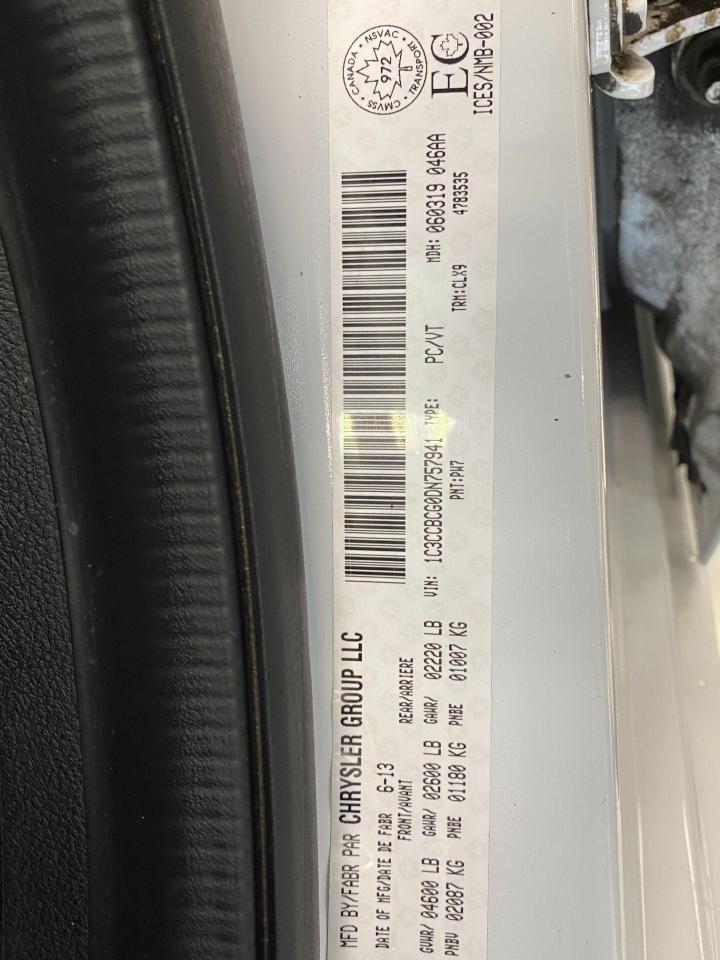 MFD BY/FABR PAR CHRYSLER GROUP LLC
DATE OF MFG/DATE DE FABR 6-13
FRONT/AVANT REAR/ARRIERE
GVWR/ 04600 LB GAWR/ 02600 LB GAWR/ 02220 LB
PNBV 02087 KG PNBE 01180 KG PNBE 01007 KG
VIN: 1C3CCBCG0DN757941 TYPE: PC/VT MDH: 060319 046AA
PNT:PW7 TRM:CLX9 4783535
CANADA · NSVAC · TRANSPORT · CMVSS ·
972
EC
ICES/NMB-002